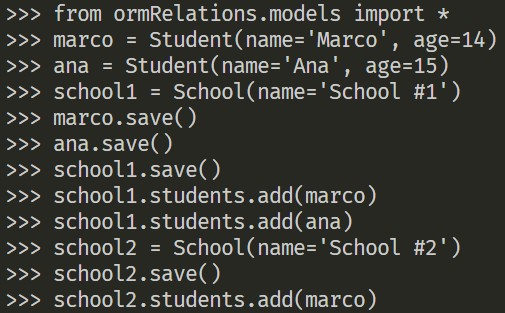 >>> from ormRelations.models import *
>>> marco = Student(name='Marco', age=14)
>>> ana = Student(name='Ana', age=15)
>>> school1 = School(name='School #1')
>>> marco.save()
>>> ana.save()
>>> school1.save()
>>> school1.students.add(marco)
>>> school1.students.add(ana)
>>> school2 = School(name='School #2')
>>> school2.save()
>>> school2.students.add(marco)